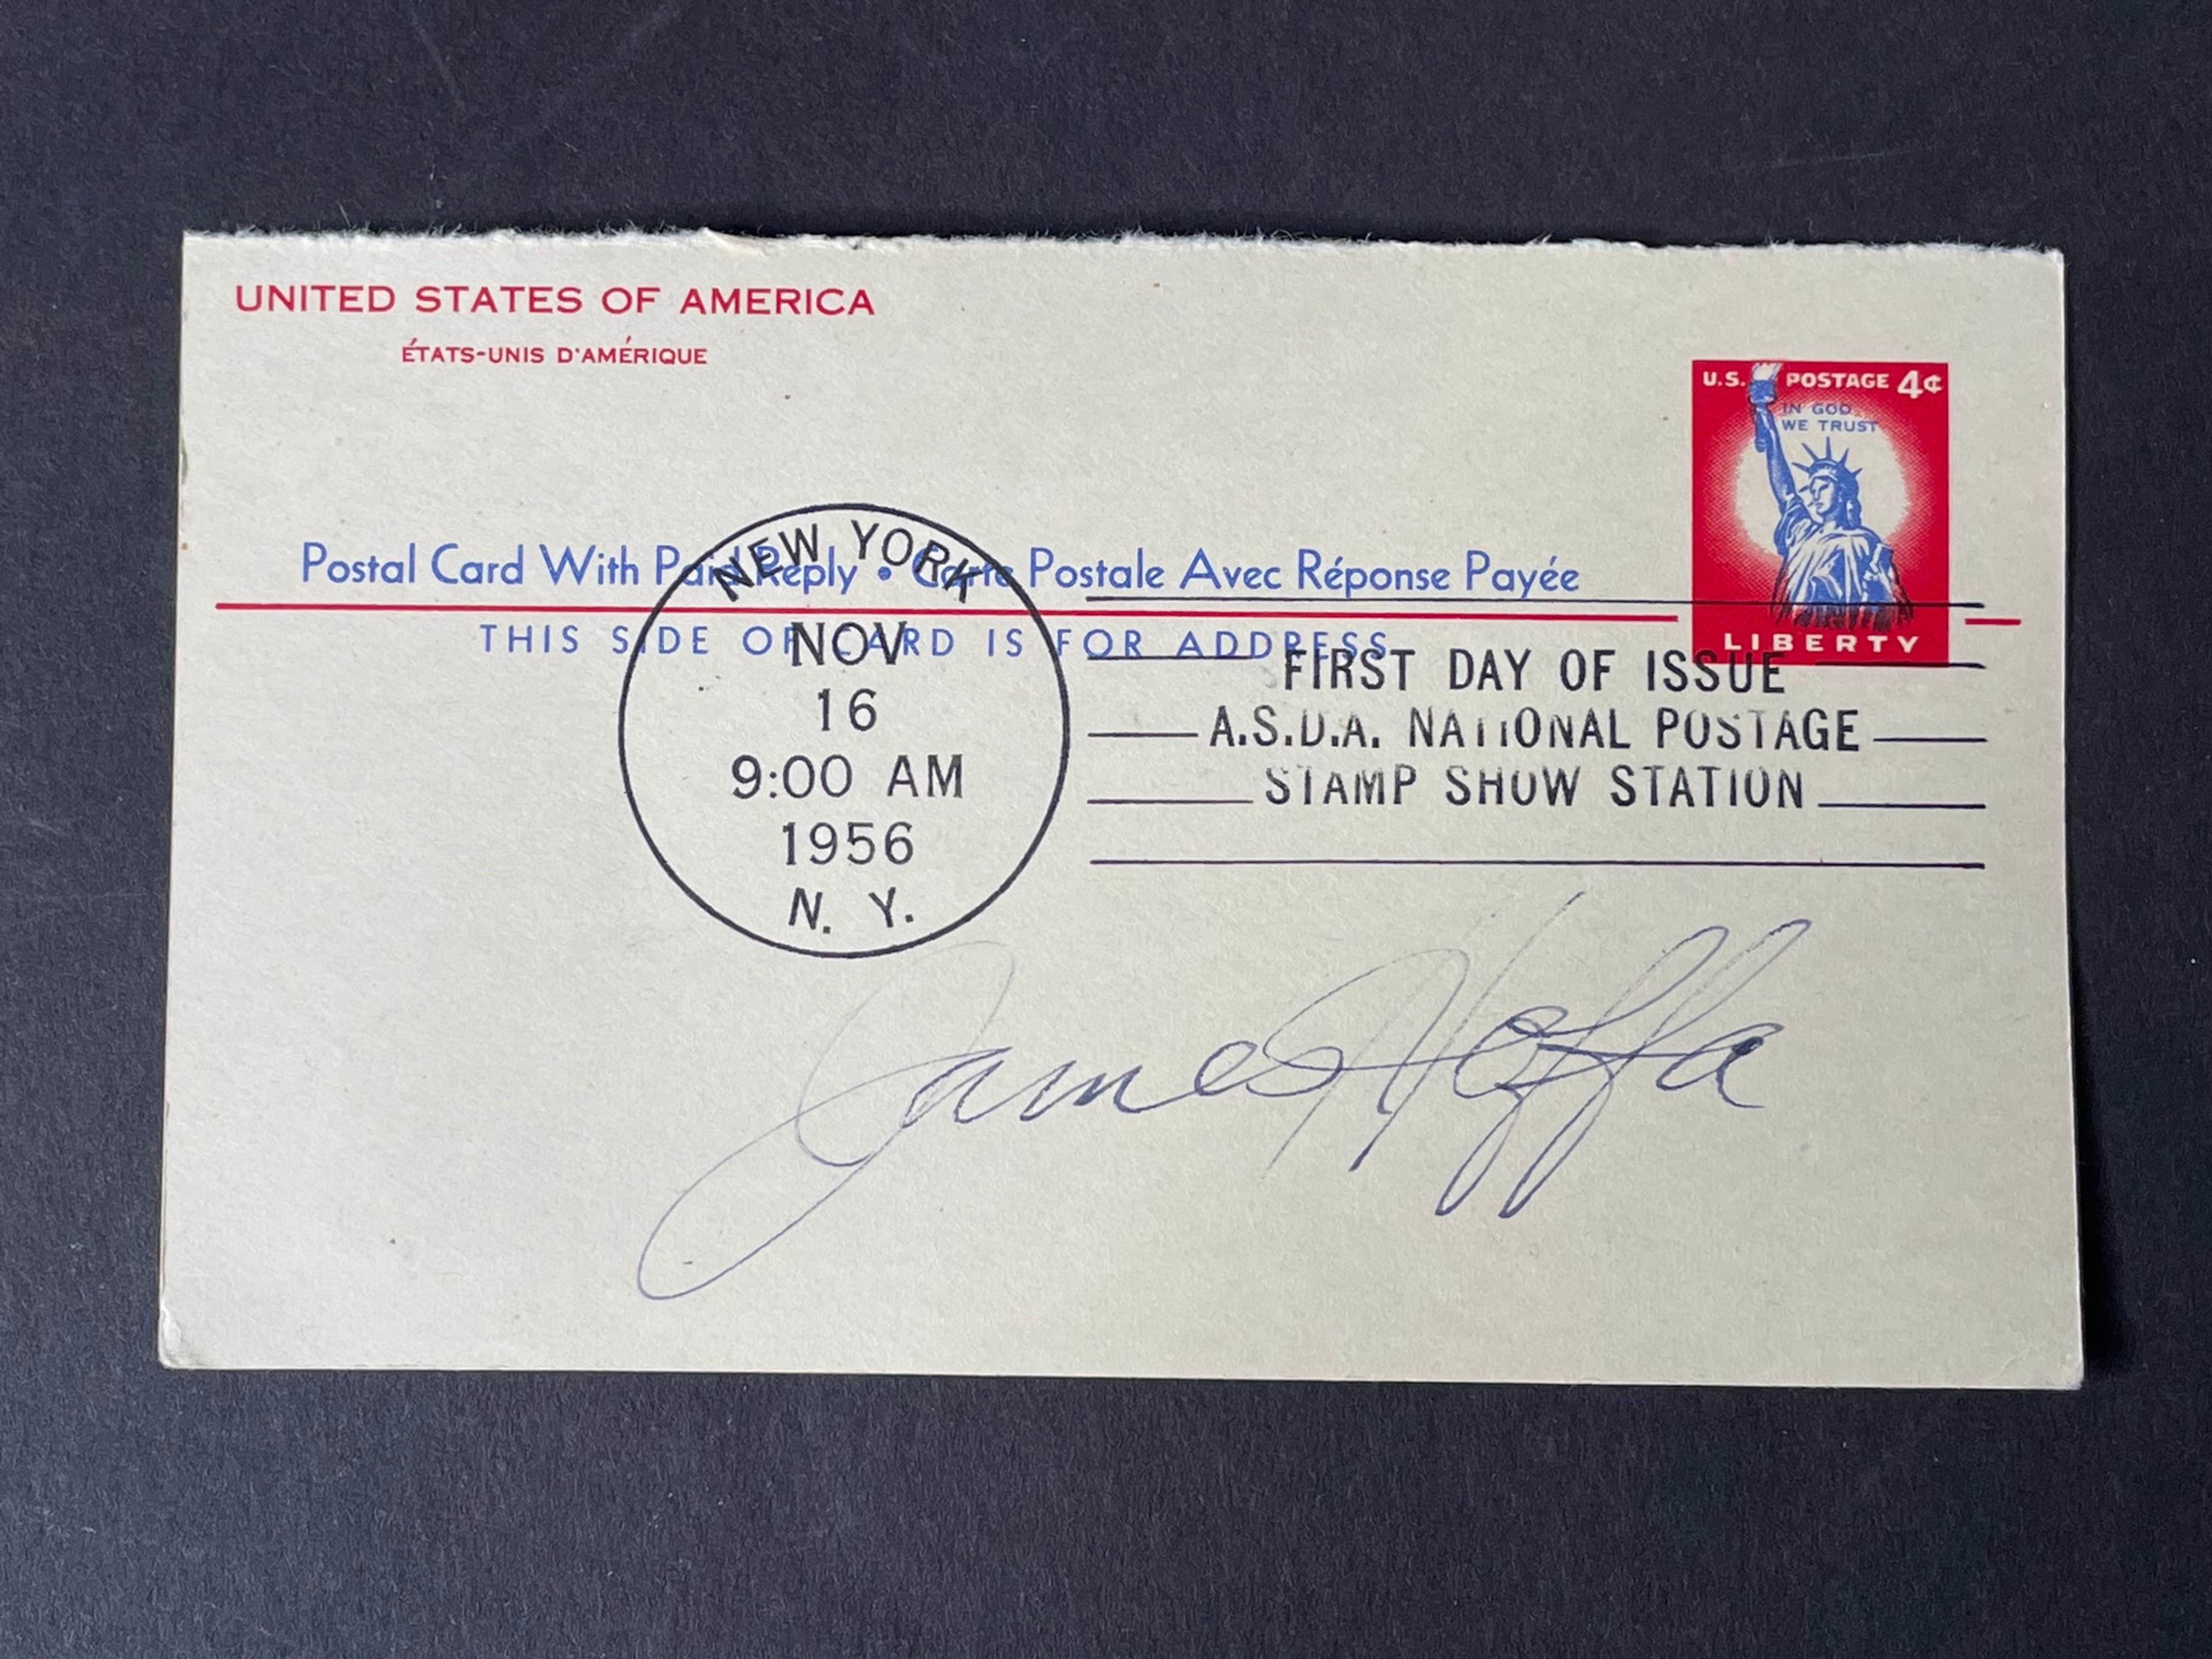 UNITED STATES OF AMERICA
ÉTATS-UNIS D'AMÉRIQUE
U.S. POSTAGE 4¢
IN GOD
WE TRUST
LIBERTY
Postal Card With Paid Reply • Carte Postale Avec Réponse Payée
THIS SIDE OF CARD IS FOR ADDRESS
NEW YORK
NOV
16
9:00 AM
1956
N. Y.
FIRST DAY OF ISSUE
A.S.D.A. NATIONAL POSTAGE
STAMP SHOW STATION
James Hoffa